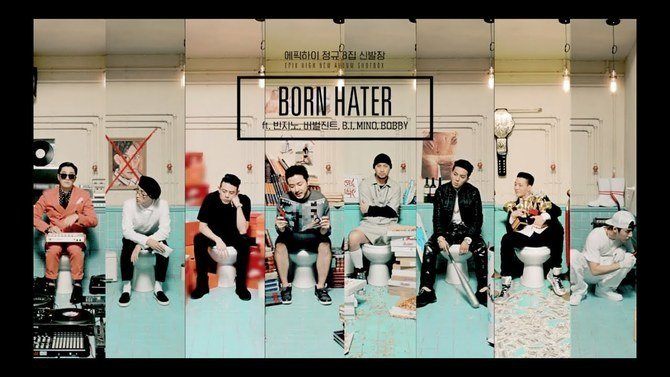 에픽하이 정규 8집 신발장
EPIK HIGH NEW ALBUM SHOEBOX
BORN HATER
ft. 빈지노, 버벌진트, B.I, MINO, BOBBY